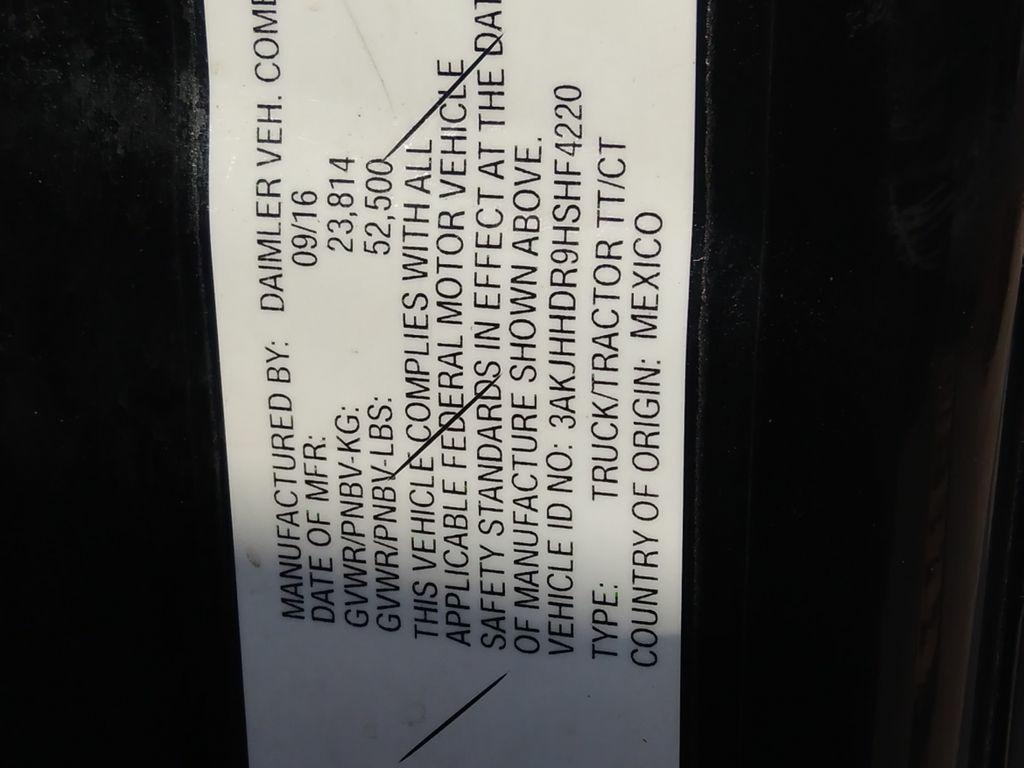 MANUFACTURED BY: DAIMLER VEH. COM
DATE OF MFR: 09/16
GVWR/PNBV-KG: 23,814
GVWR/PNBV-LBS: 52,500
THIS VEHICLE COMPLIES WITH ALL
APPLICABLE FEDERAL MOTOR VEHICLE
SAFETY STANDARDS IN EFFECT AT THE DAT
OF MANUFACTURE SHOWN ABOVE.
VEHICLE ID NO: 3AKJHHDR9HSHF4220
TYPE: TRUCK/TRACTOR TT/CT
COUNTRY OF ORIGIN: MEXICO